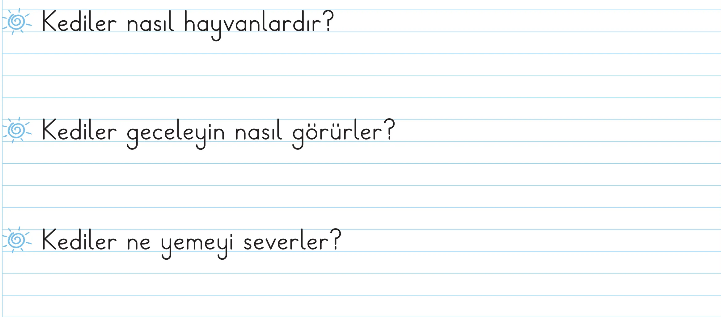 Kediler nasıl hayvanlardır?
Kediler geceleyin nasıl görürler?
Kediler ne yemeyi severler?